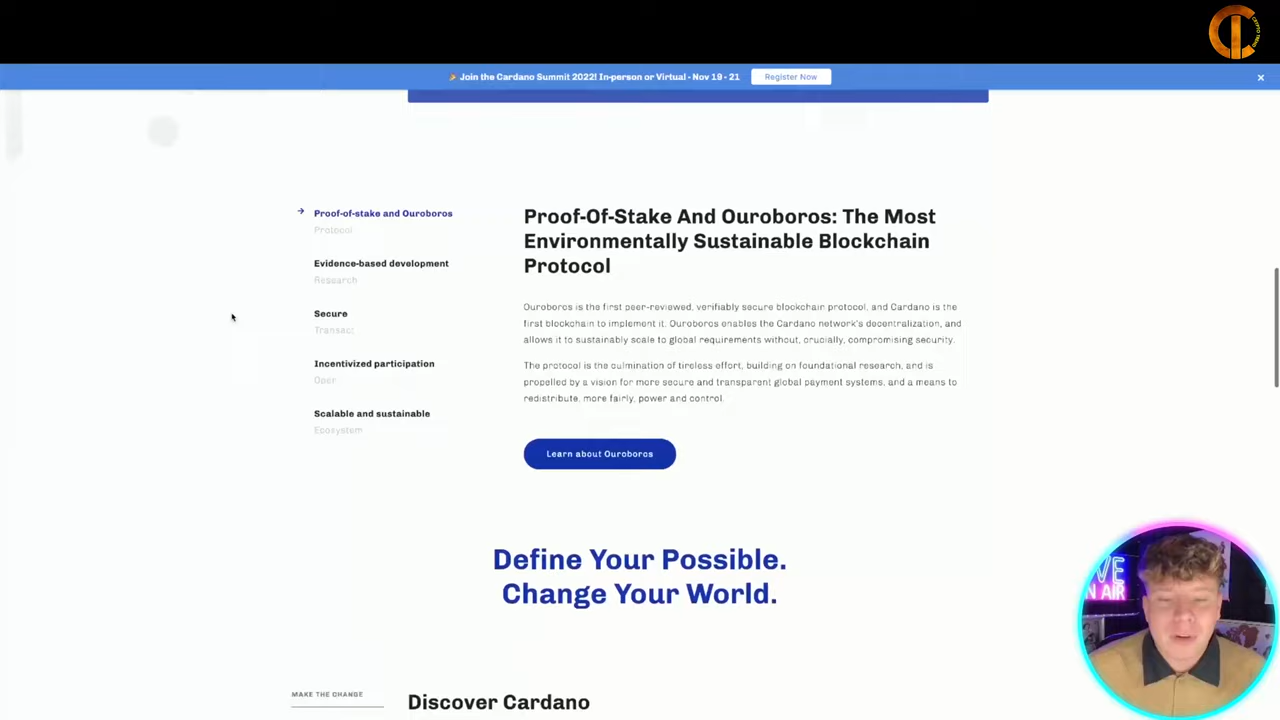 🎉 Join the Cardano Summit 2022! In-person or Virtual - Nov 19 - 21
Register Now
Proof-of-stake and Ouroboros
Protocol
Evidence-based development
Research
Secure
Transact
Incentivized participation
Oper
Scalable and sustainable
Ecosystem
Proof-Of-Stake And Ouroboros: The Most
Environmentally Sustainable Blockchain
Protocol
Ouroboros is the first peer-reviewed, verifiably secure blockchain protocol, and Cardano is the
first blockchain to implement it. Ouroboros enables the Cardano network's decentralization, and
allows it to sustainably scale to global requirements without, crucially, compromising security.
The protocol is the culmination of tireless effort, building on foundational research, and is
propelled by a vision for more secure and transparent global payment systems, and a means to
redistribute, more fairly, power and control.
Learn about Ouroboros
Define Your Possible.
Change Your World.
MAKE THE CHANGE
Discover Cardano
ON AIR